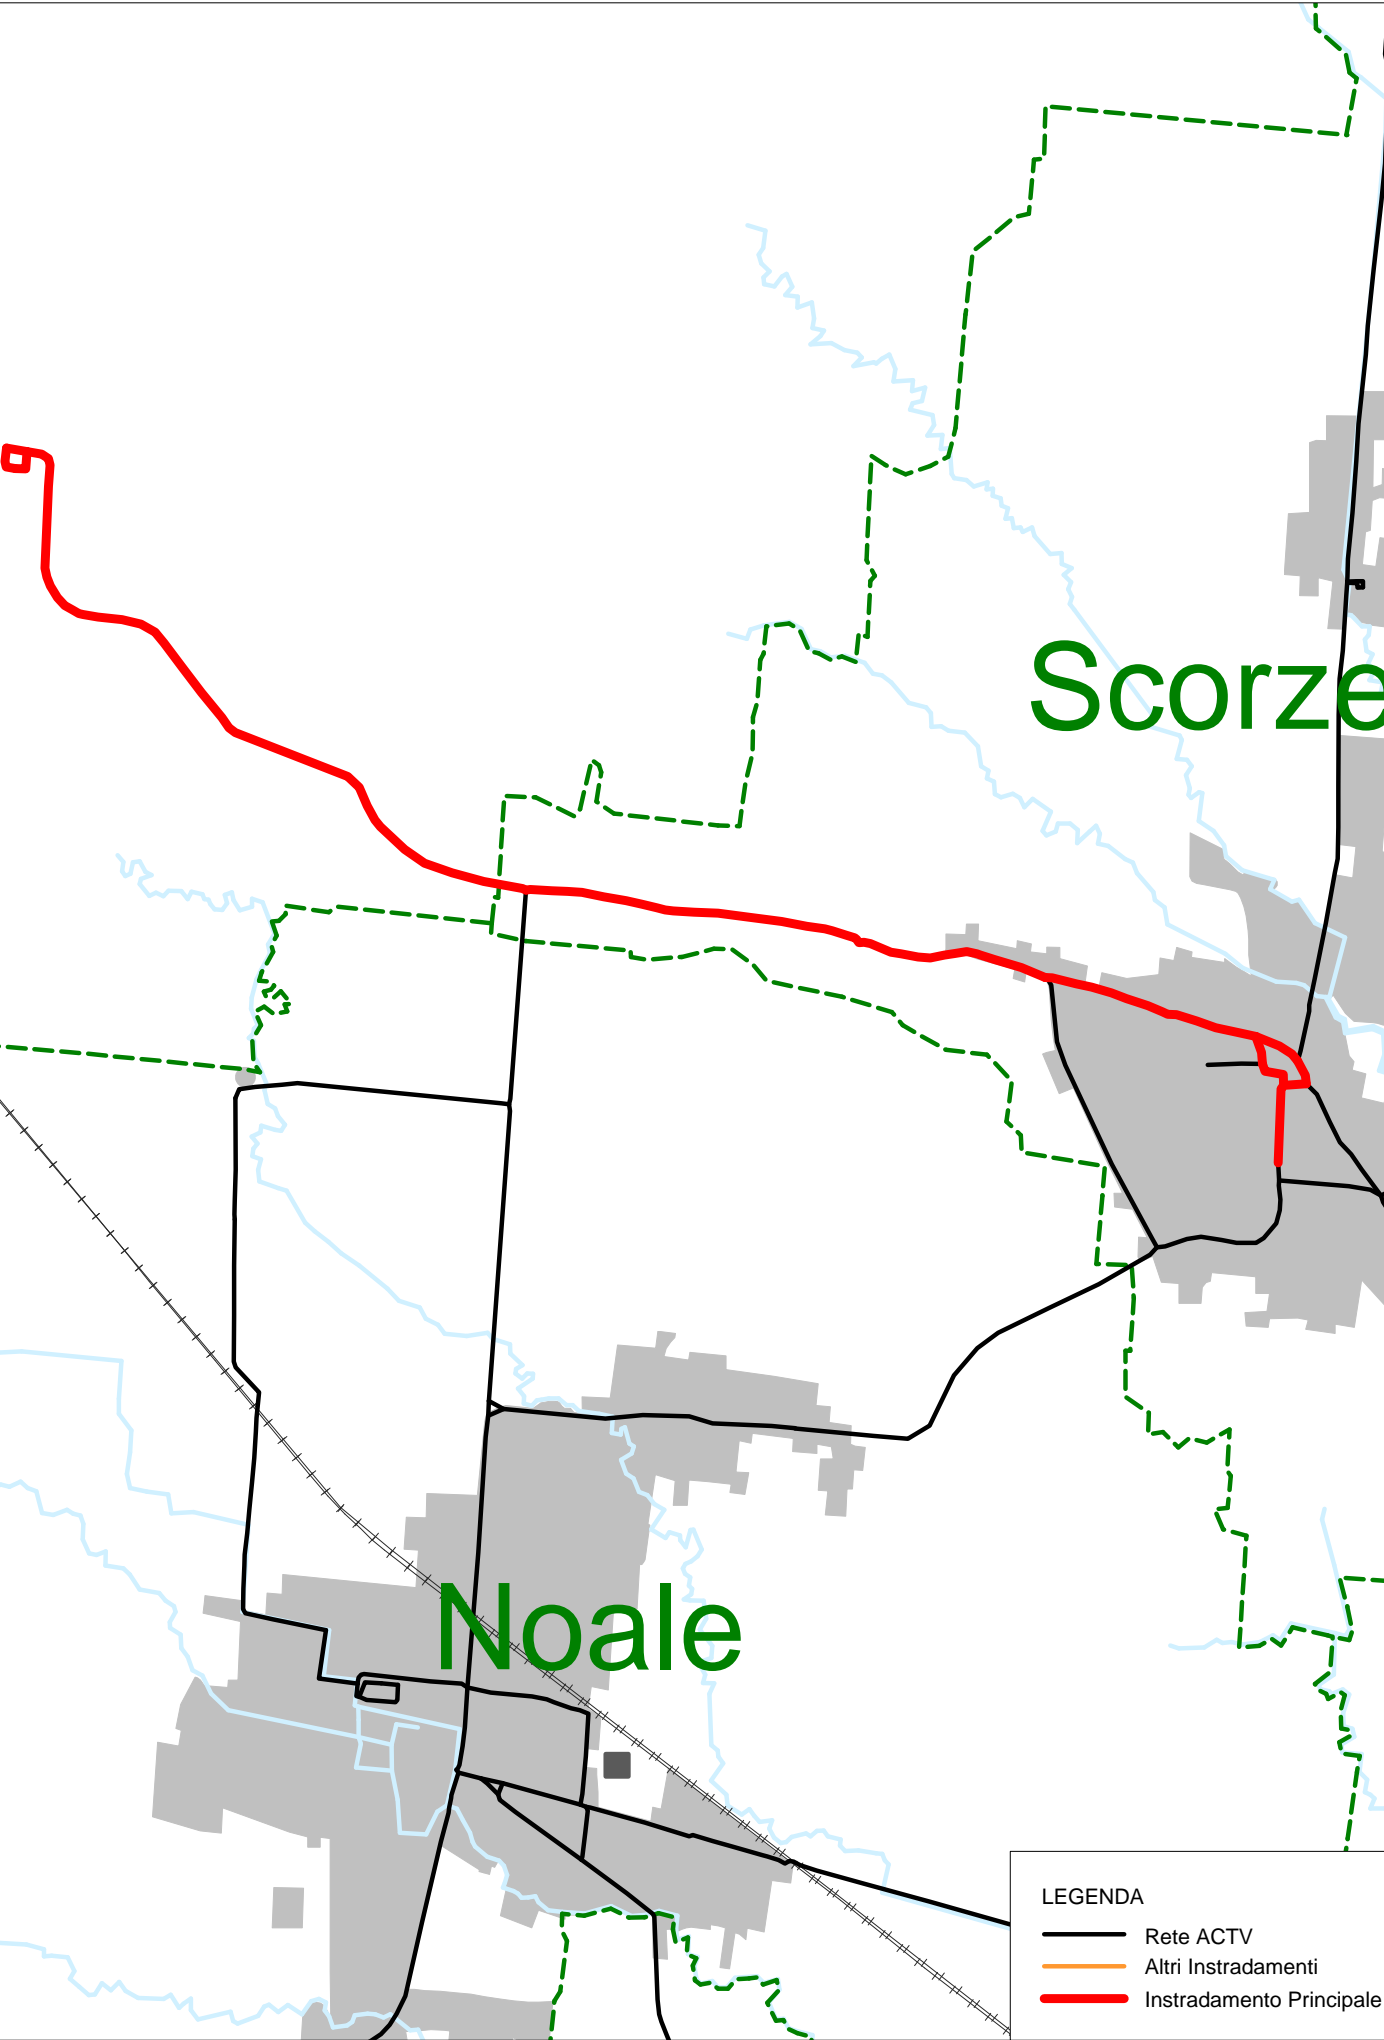 Scorze
Noale
LEGENDA
Rete ACTV
Altri Instradamenti
Instradamento Principale